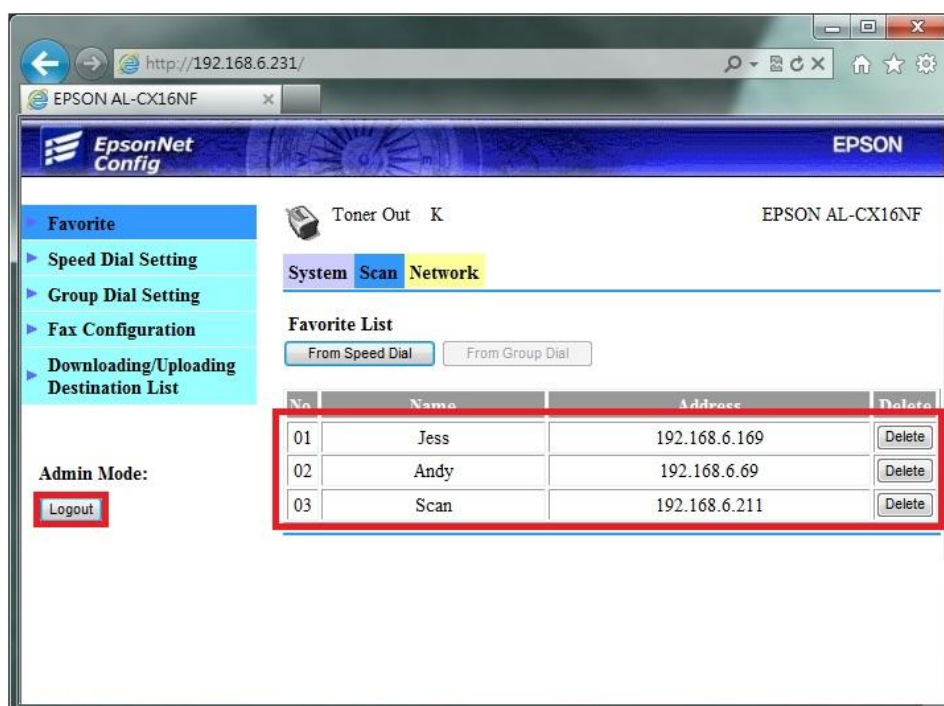 http://192.168.6.231/
EPSON AL-CX16NF
EpsonNet
Config
EPSON
Favorite
Speed Dial Setting
Group Dial Setting
Fax Configuration
Downloading/Uploading
Destination List
Admin Mode:
Logout
Toner Out K
EPSON AL-CX16NF
System Scan Network
Favorite List
From Speed Dial From Group Dial
No Name Address Delete
01 Jess 192.168.6.169 Delete
02 Andy 192.168.6.69 Delete
03 Scan 192.168.6.211 Delete